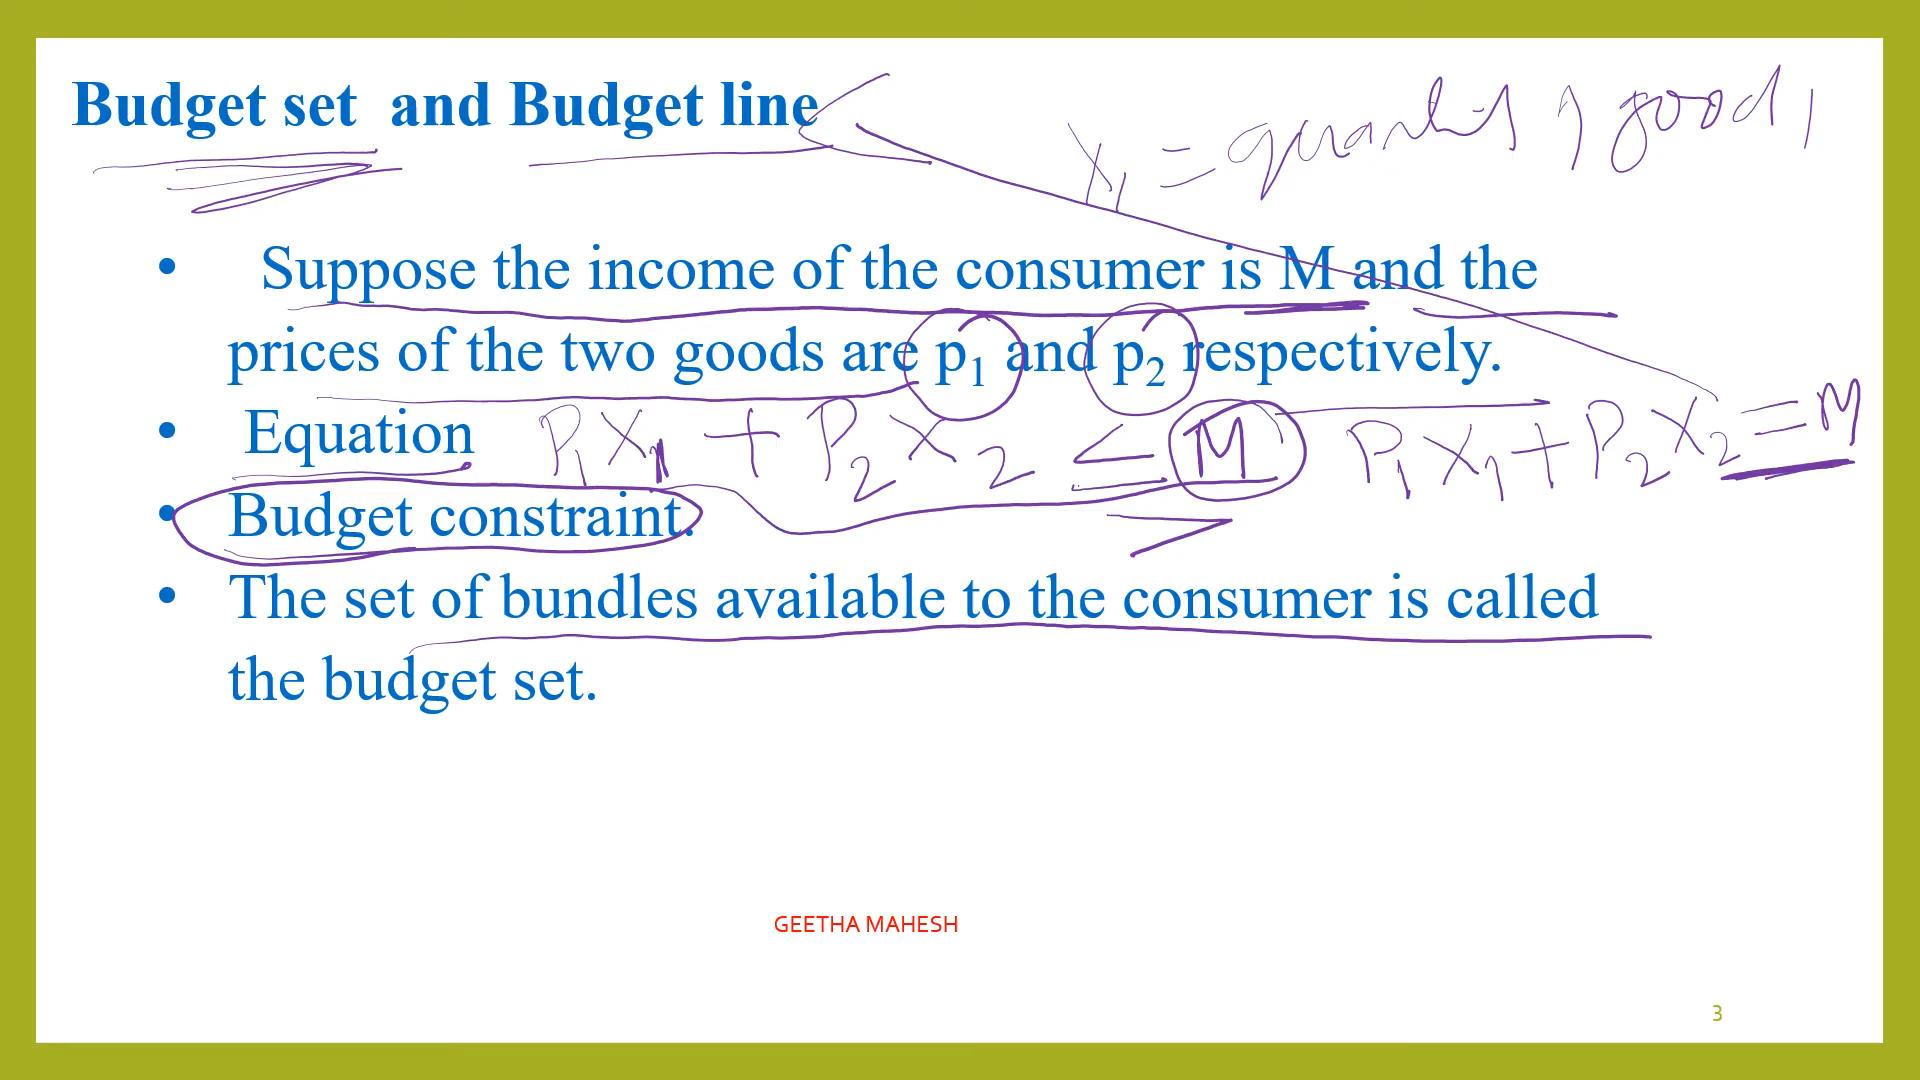 Budget set and Budget line
x₁ = quantity of good 1
• Suppose the income of the consumer is M and the
prices of the two goods are p₁ and p₂ respectively.
• Equation P₁X₁ + P₂X₂ ≤ M P₁X₁ + P₂X₂ = M
• Budget constraint.
• The set of bundles available to the consumer is called
the budget set.
GEETHA MAHESH
3